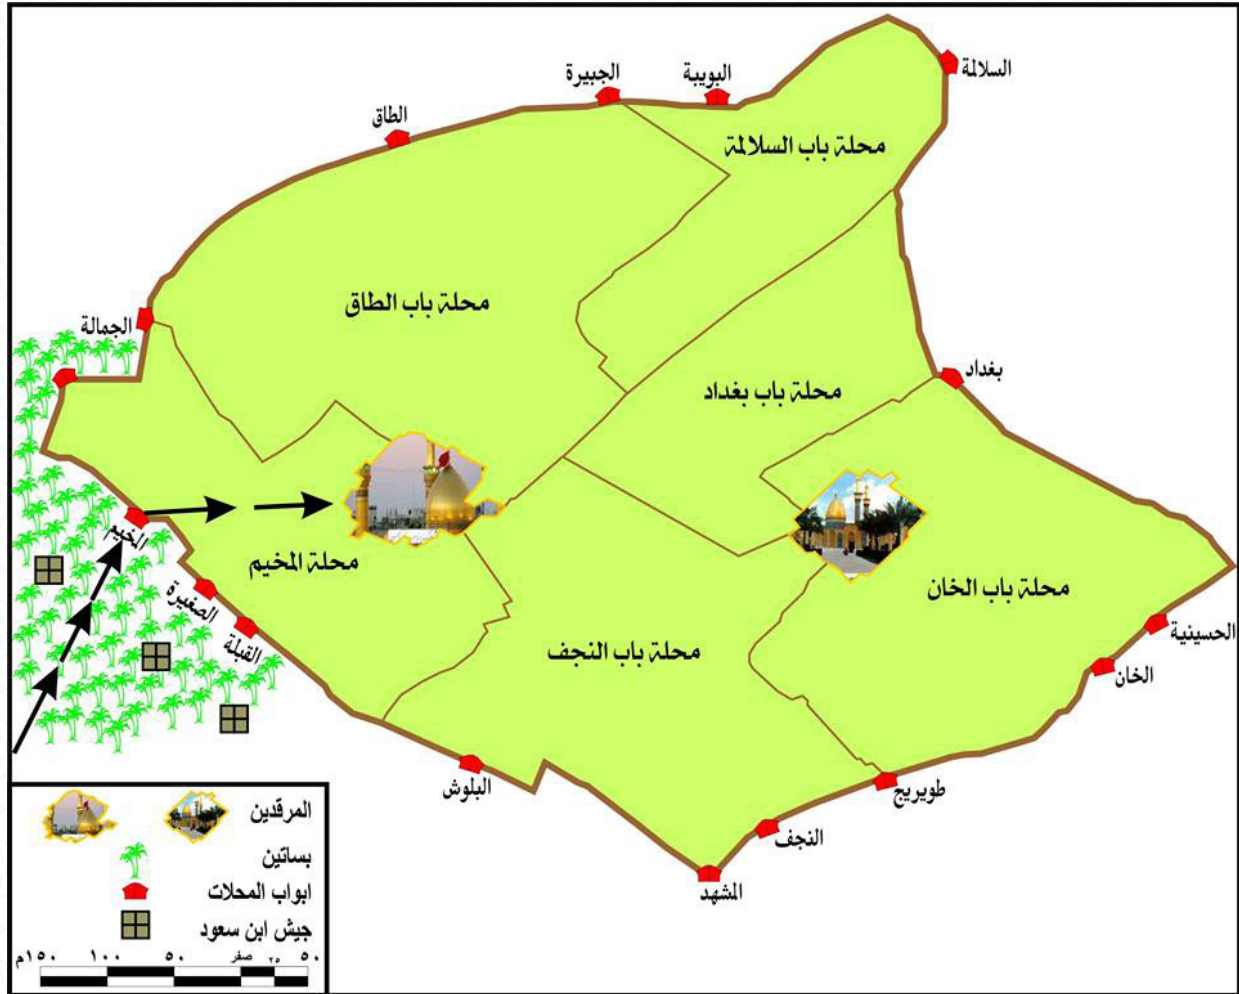 السلالمة
البويبة
الجبيرة
الطاق
محلة باب السلالمة
محلة باب الطاق
الجمالة
بغداد
محلة باب بغداد
المخيم
محلة المخيم
الصغيرة
القبلة
محلة باب الخان
الحسينية
محلة باب النجف
الخان
البلوش
طويريج
النجف
المشهد
المرقدين
بساتين
ابواب المحلات
جيش ابن سعود
١٥٠م ١٠٠ ٥٠ صفر ٢٥ ٥٠